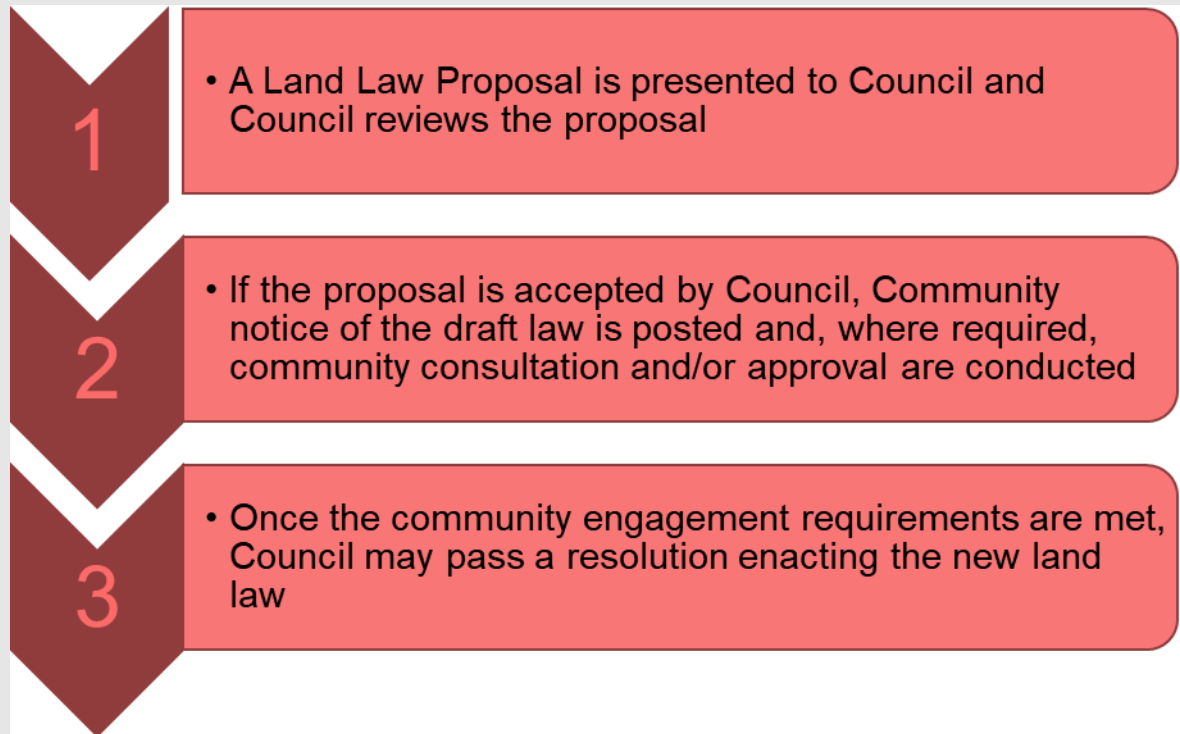 1
• A Land Law Proposal is presented to Council and
Council reviews the proposal
2
• If the proposal is accepted by Council, Community
notice of the draft law is posted and, where required,
community consultation and/or approval are conducted
3
• Once the community engagement requirements are met,
Council may pass a resolution enacting the new land
law